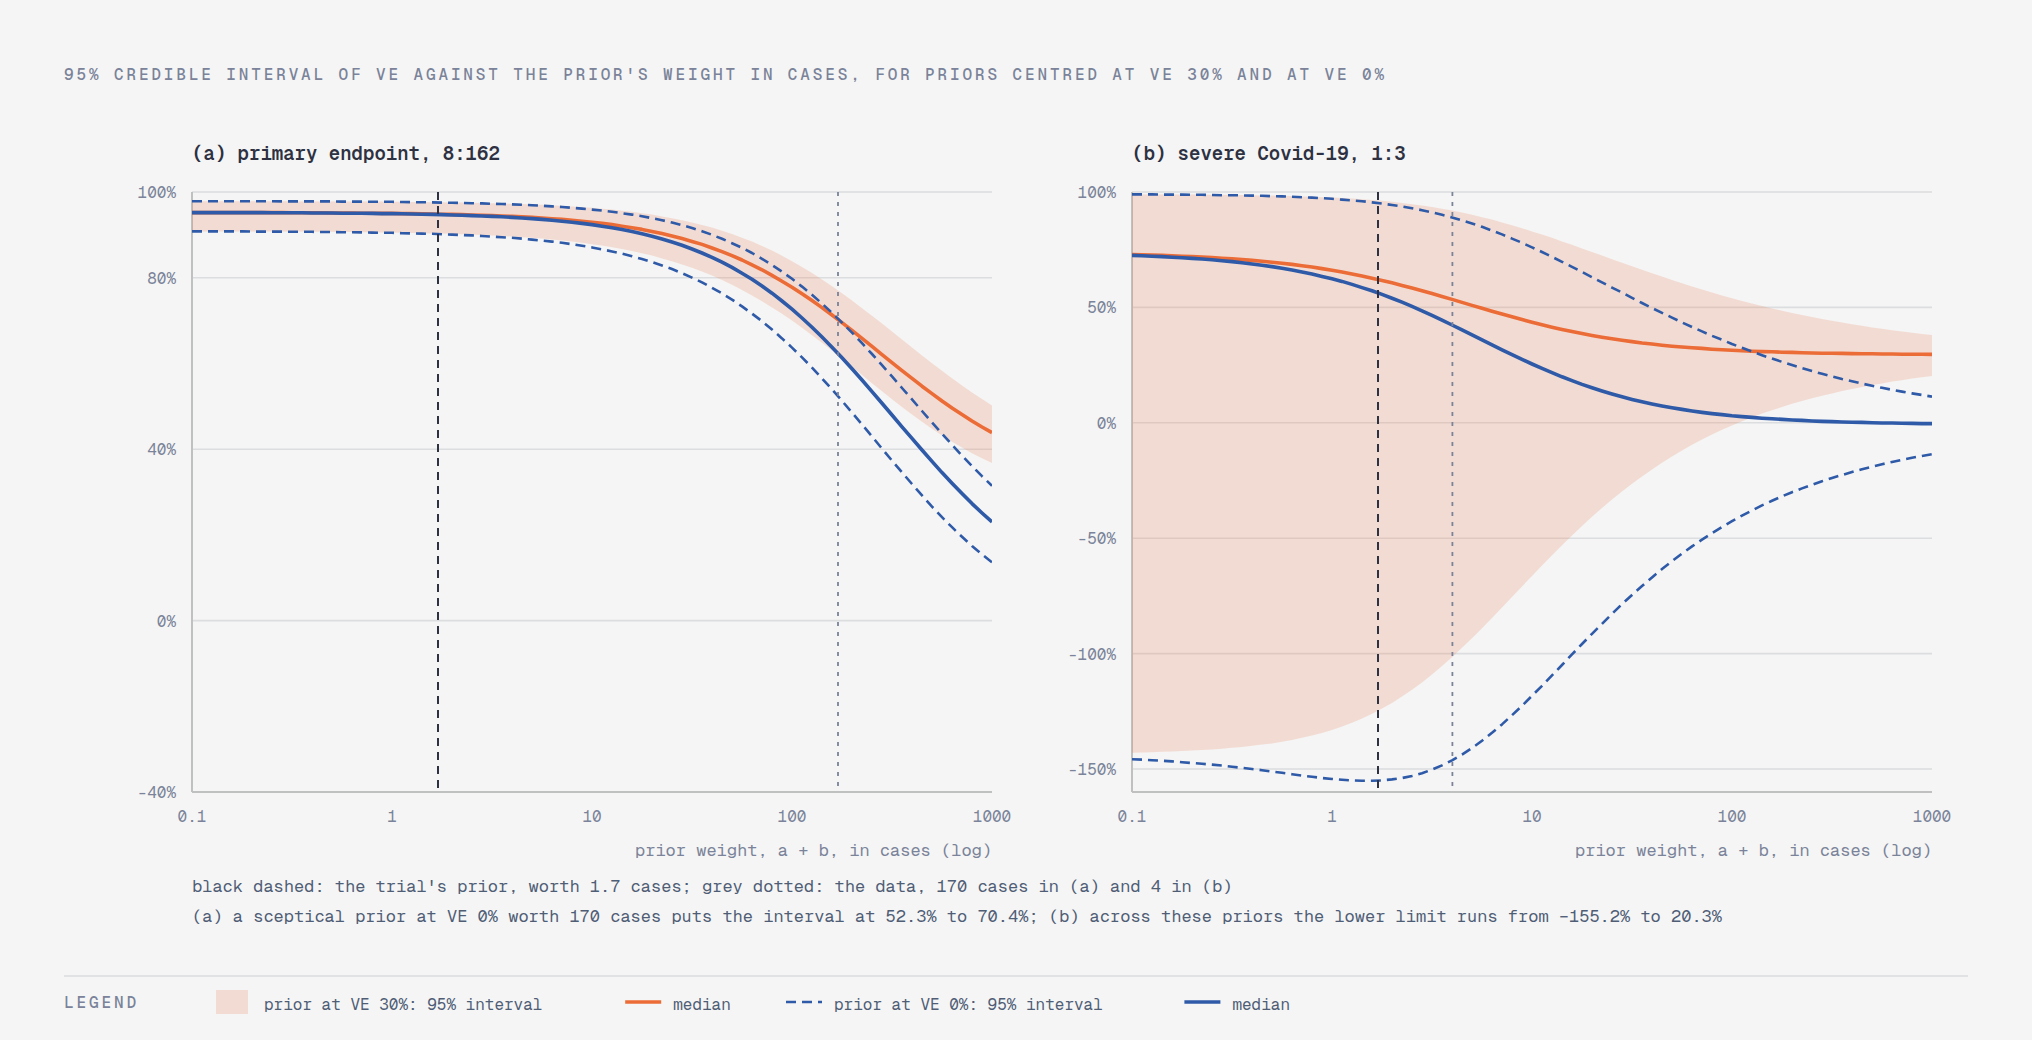 95% CREDIBLE INTERVAL OF VE AGAINST THE PRIOR'S WEIGHT IN CASES, FOR PRIORS CENTRED AT VE 30% AND AT VE 0%
(a) primary endpoint, 8:162
100%
80%
40%
0%
-40%
0.1 1 10 100 1000
prior weight, a + b, in cases (log)
(b) severe Covid-19, 1:3
100%
50%
0%
-50%
-100%
-150%
0.1 1 10 100 1000
prior weight, a + b, in cases (log)
black dashed: the trial's prior, worth 1.7 cases; grey dotted: the data, 170 cases in (a) and 4 in (b)
(a) a sceptical prior at VE 0% worth 170 cases puts the interval at 52.3% to 70.4%; (b) across these priors the lower limit runs from -155.2% to 20.3%
LEGEND prior at VE 30%: 95% interval median prior at VE 0%: 95% interval median